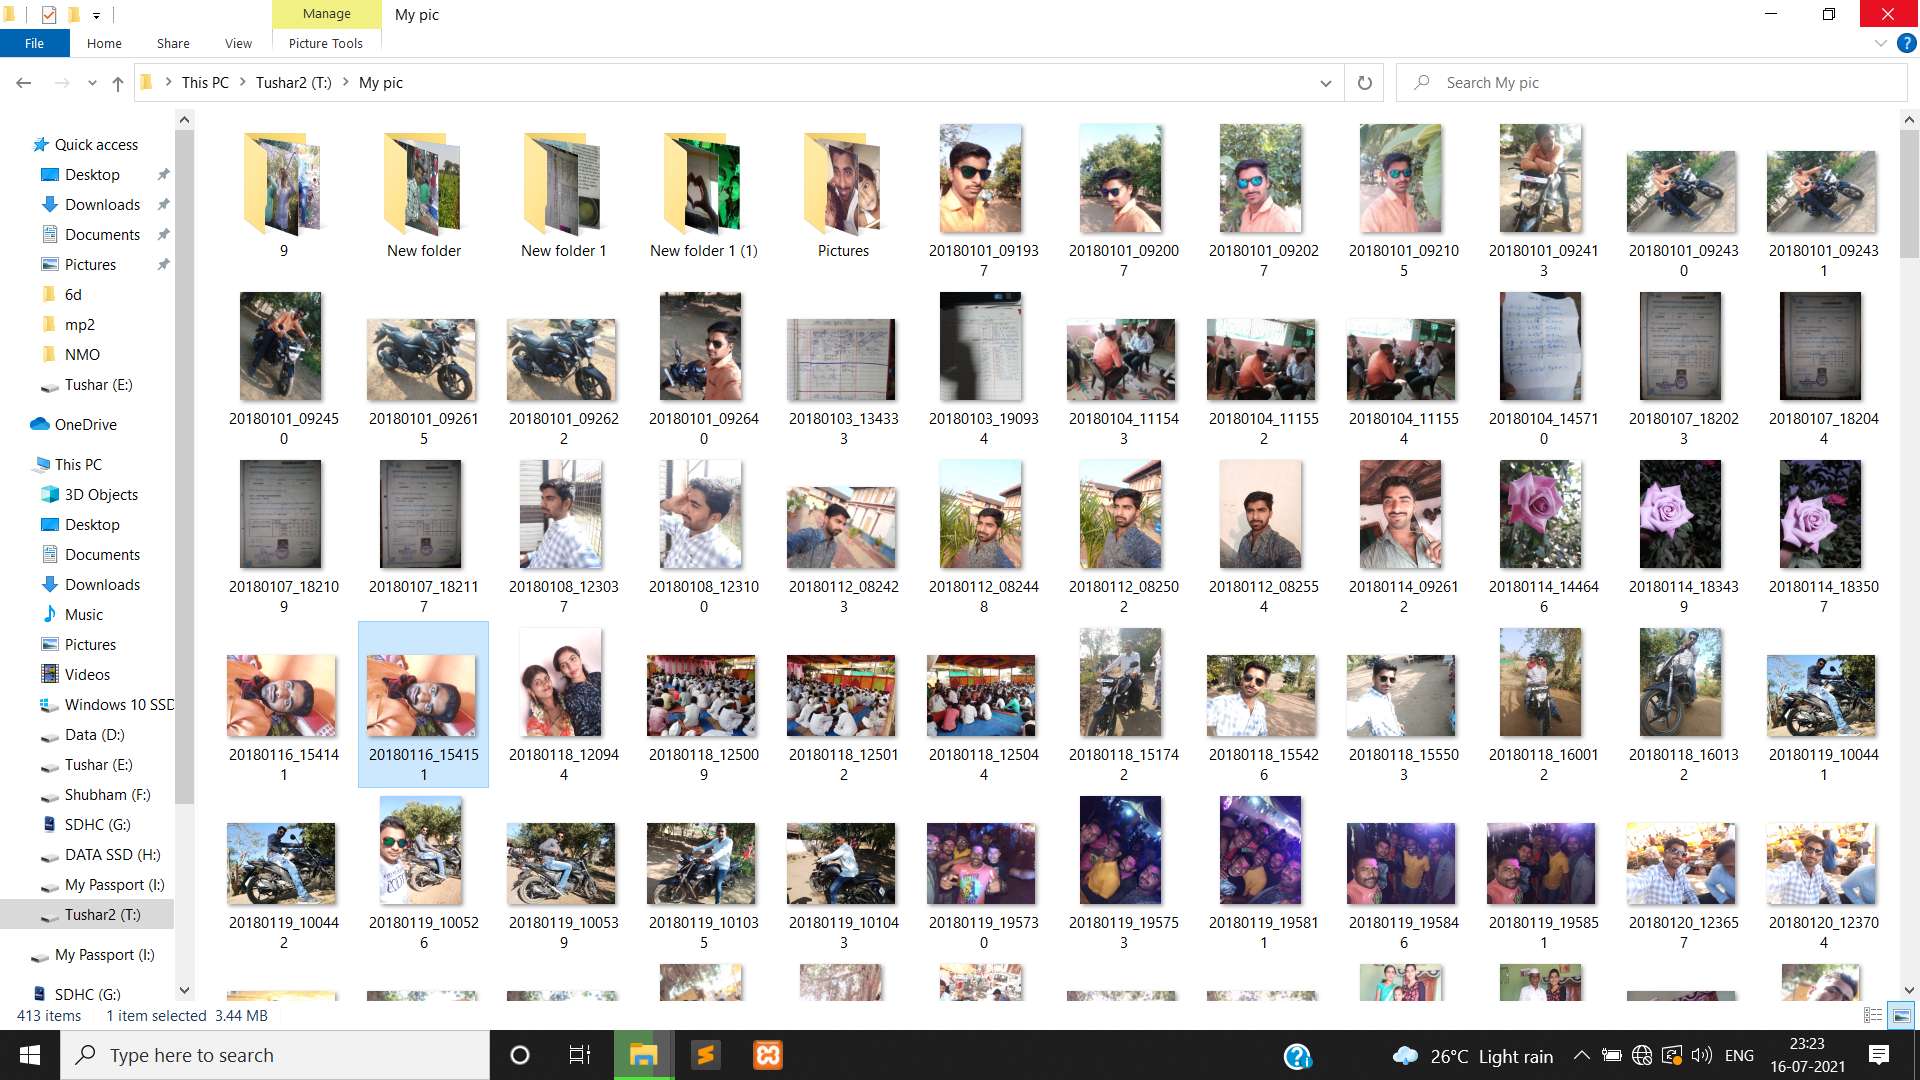 Manage
My pic
File
Home
Share
View
Picture Tools
This PC
Tushar2 (T:)
My pic
Search My pic
Quick access
Desktop
Downloads
Documents
Pictures
6d
mp2
NMO
Tushar (E:)
OneDrive
This PC
3D Objects
Desktop
Documents
Downloads
Music
Pictures
Videos
Windows 10 SSD
Data (D:)
Tushar (E:)
Shubham (F:)
SDHC (G:)
DATA SSD (H:)
My Passport (I:)
Tushar2 (T:)
My Passport (I:)
SDHC (G:)
9
New folder
New folder 1
New folder 1 (1)
Pictures
20180101_091937
20180101_092007
20180101_092027
20180101_092105
20180101_092413
20180101_092430
20180101_092431
20180101_092450
20180101_092615
20180101_092622
20180101_092640
20180103_134333
20180103_190934
20180104_111543
20180104_111552
20180104_111554
20180104_145710
20180107_182023
20180107_182044
20180107_182109
20180107_182117
20180108_123037
20180108_123100
20180112_082423
20180112_082448
20180112_082502
20180112_082554
20180114_092612
20180114_144646
20180114_183439
20180114_183507
20180116_154141
20180116_154151
20180118_120944
20180118_125009
20180118_125012
20180118_125044
20180118_151742
20180118_155426
20180118_155503
20180118_160012
20180118_160132
20180119_100441
20180119_100442
20180119_100526
20180119_100539
20180119_101035
20180119_101043
20180119_195730
20180119_195753
20180119_195811
20180119_195846
20180119_195851
20180120_123657
20180120_123704
413 items
1 item selected 3.44 MB
Type here to search
26°C Light rain
ENG
23:23
16-07-2021